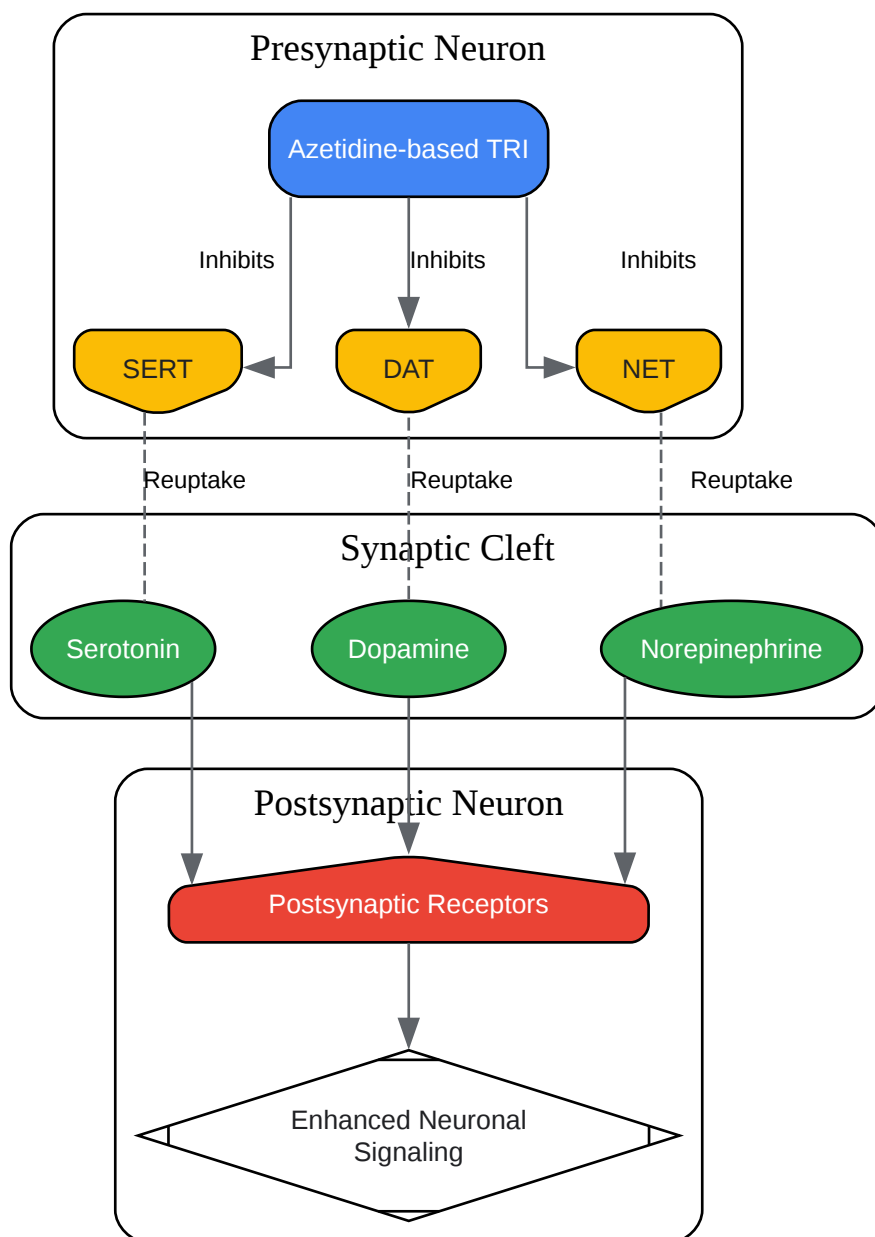 Presynaptic Neuron
Azetidine-based TRI
Inhibits
Inhibits
Inhibits
SERT
DAT
NET
Reuptake
Reuptake
Reuptake
Synaptic Cleft
Serotonin
Dopamine
Norepinephrine
Postsynaptic Neuron
Postsynaptic Receptors
Enhanced Neuronal
Signaling